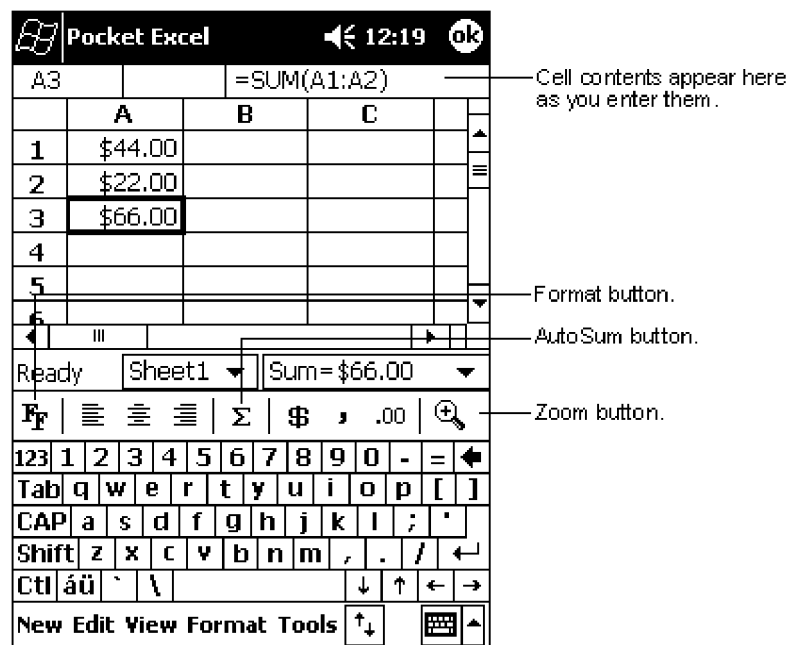 Pocket Excel 12:19 ok
A3 =SUM(A1:A2)
Cell contents appear here
as you enter them.
A B C
1 $44.00
2 $22.00
3 $66.00
4
5
Format button.
6
AutoSum button.
Ready Sheet1 Sum=$66.00
FF Σ $ , .00
Zoom button.
123 1 2 3 4 5 6 7 8 9 0 - = 
Tab q w e r t y u i o p [ ]
CAP a s d f g h j k l ; '
Shift z x c v b n m , . / ↵
Ctl áü ` \ ↓ ↑ ← →
New Edit View Format Tools